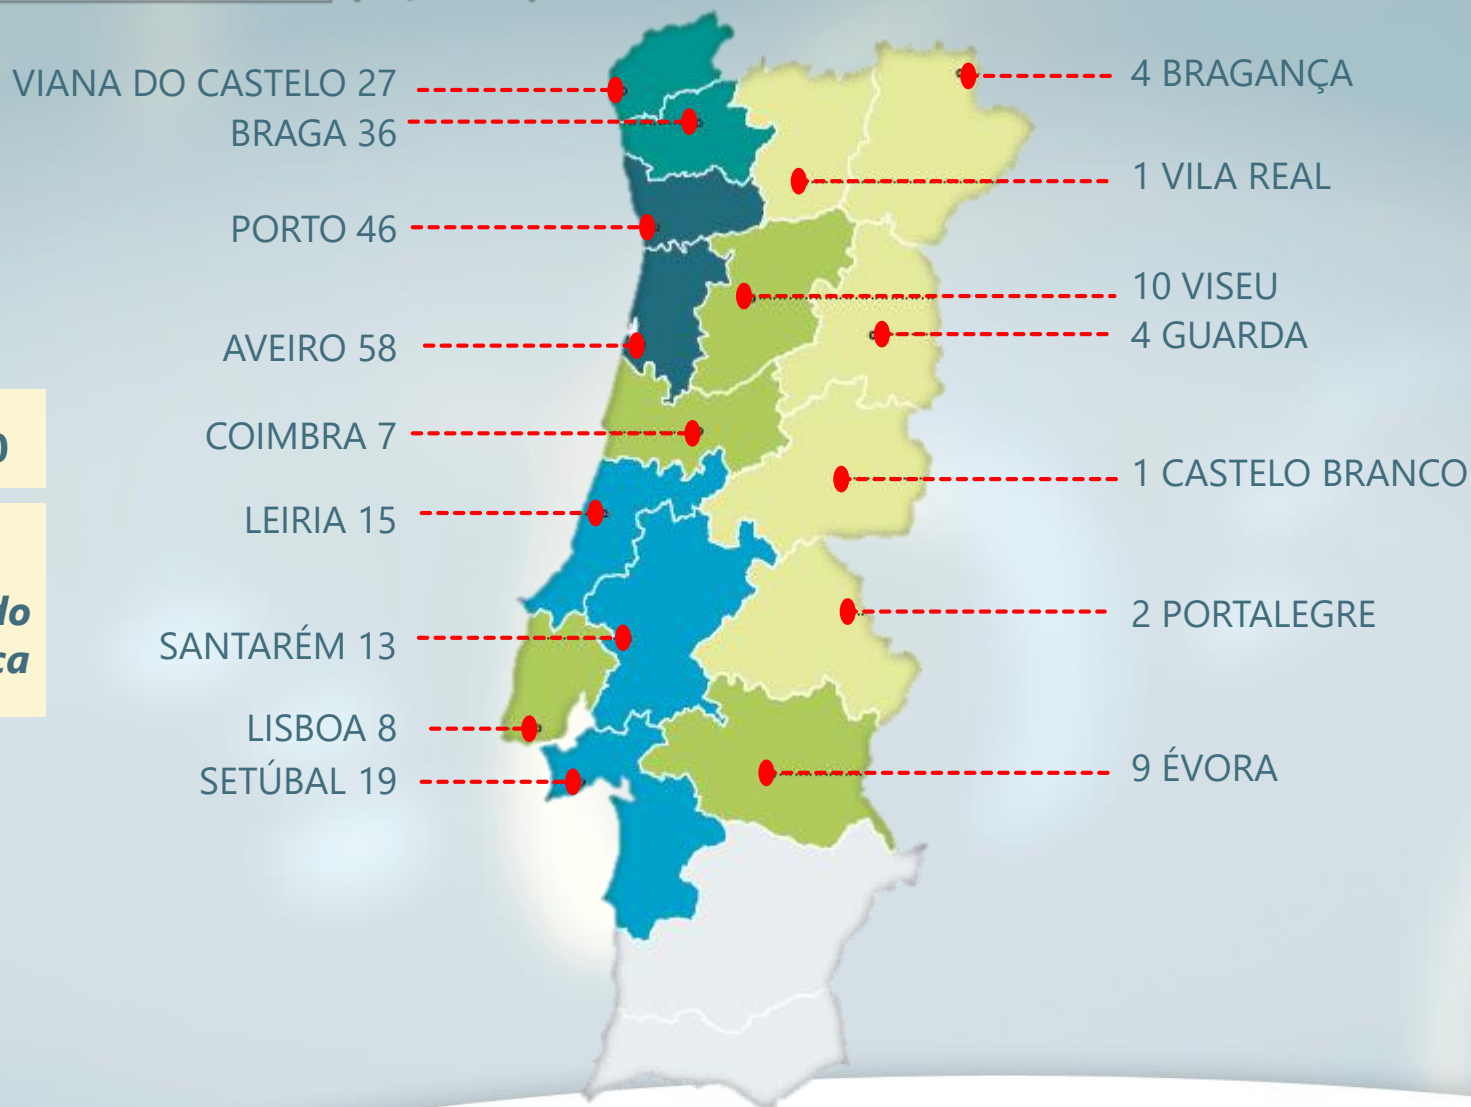 VIANA DO CASTELO 27
BRAGA 36
PORTO 46
AVEIRO 58
COIMBRA 7
LEIRIA 15
SANTARÉM 13
LISBOA 8
SETÚBAL 19
4 BRAGANÇA
1 VILA REAL
10 VISEU
4 GUARDA
1 CASTELO BRANCO
2 PORTALEGRE
9 ÉVORA